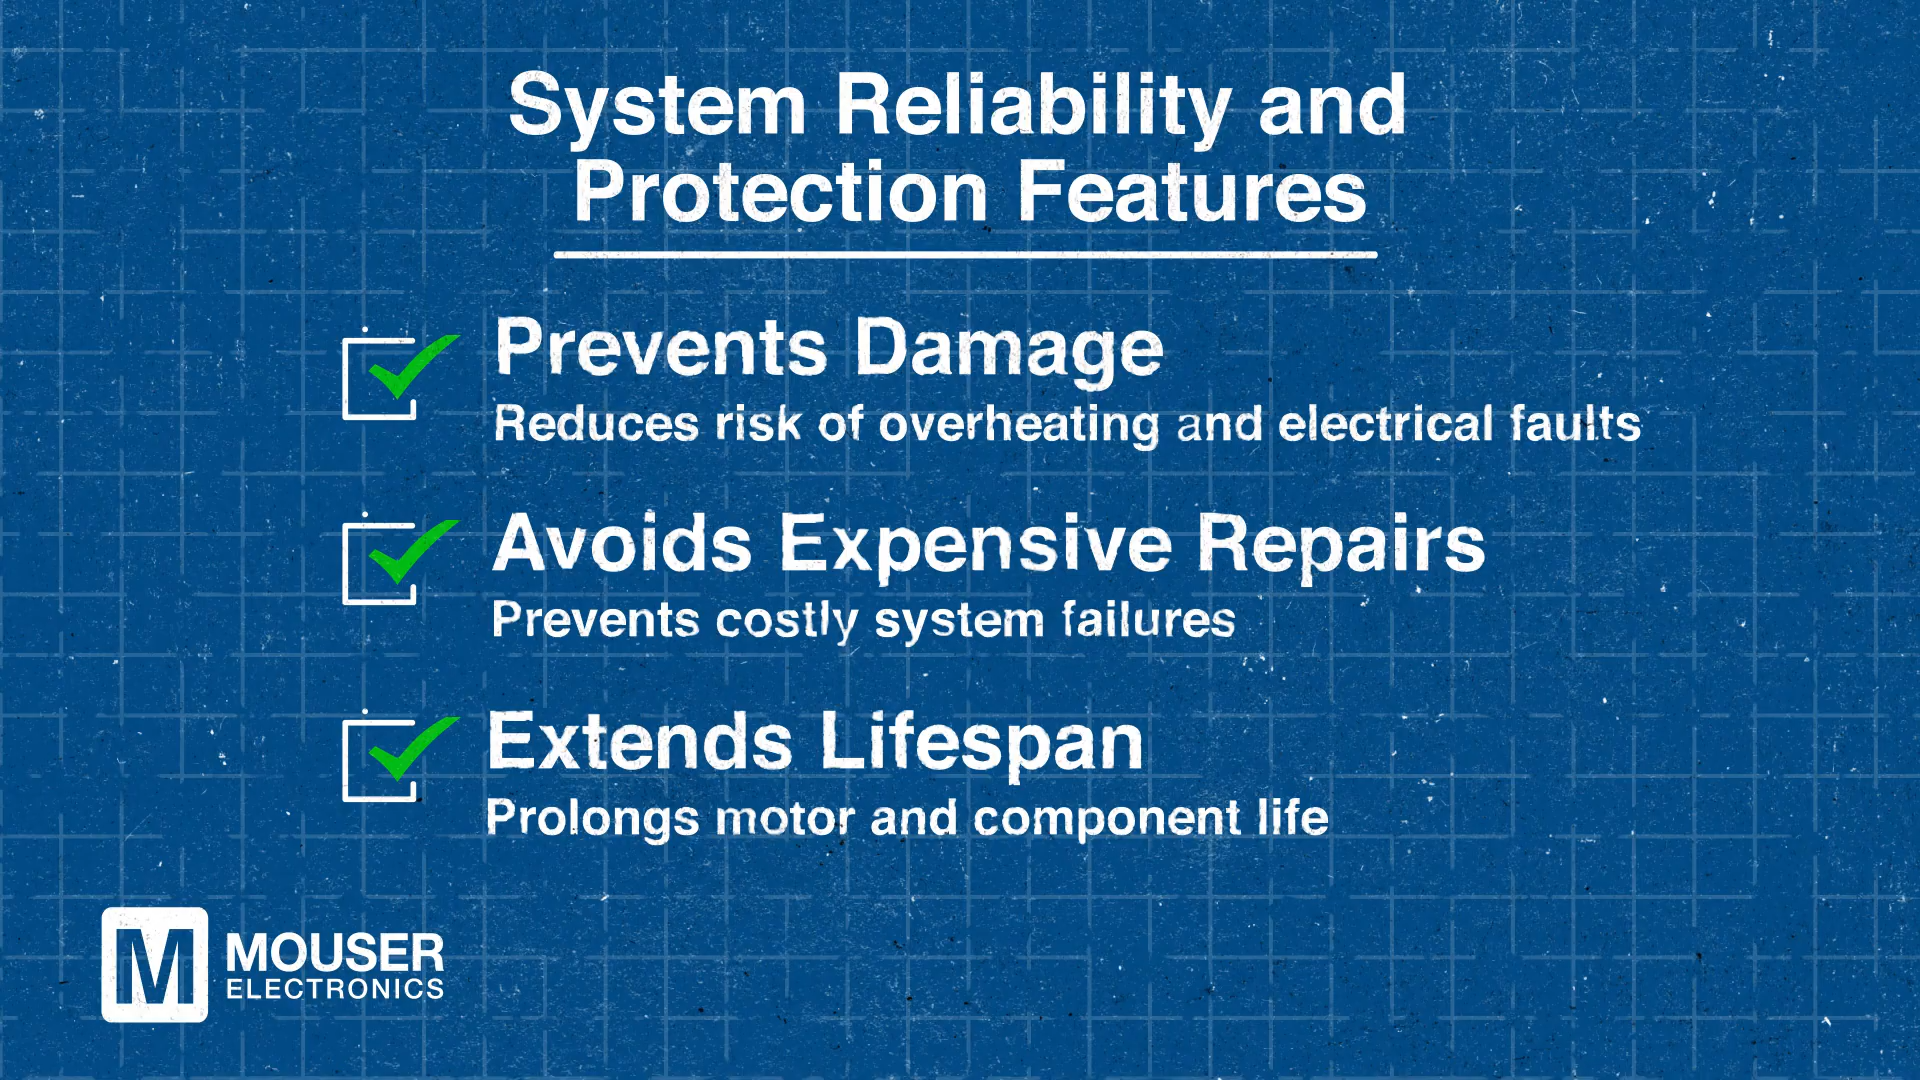 System Reliability and
Protection Features
Prevents Damage
Reduces risk of overheating and electrical faults
Avoids Expensive Repairs
Prevents costly system failures
Extends Lifespan
Prolongs motor and component life
M
MOUSER
ELECTRONICS